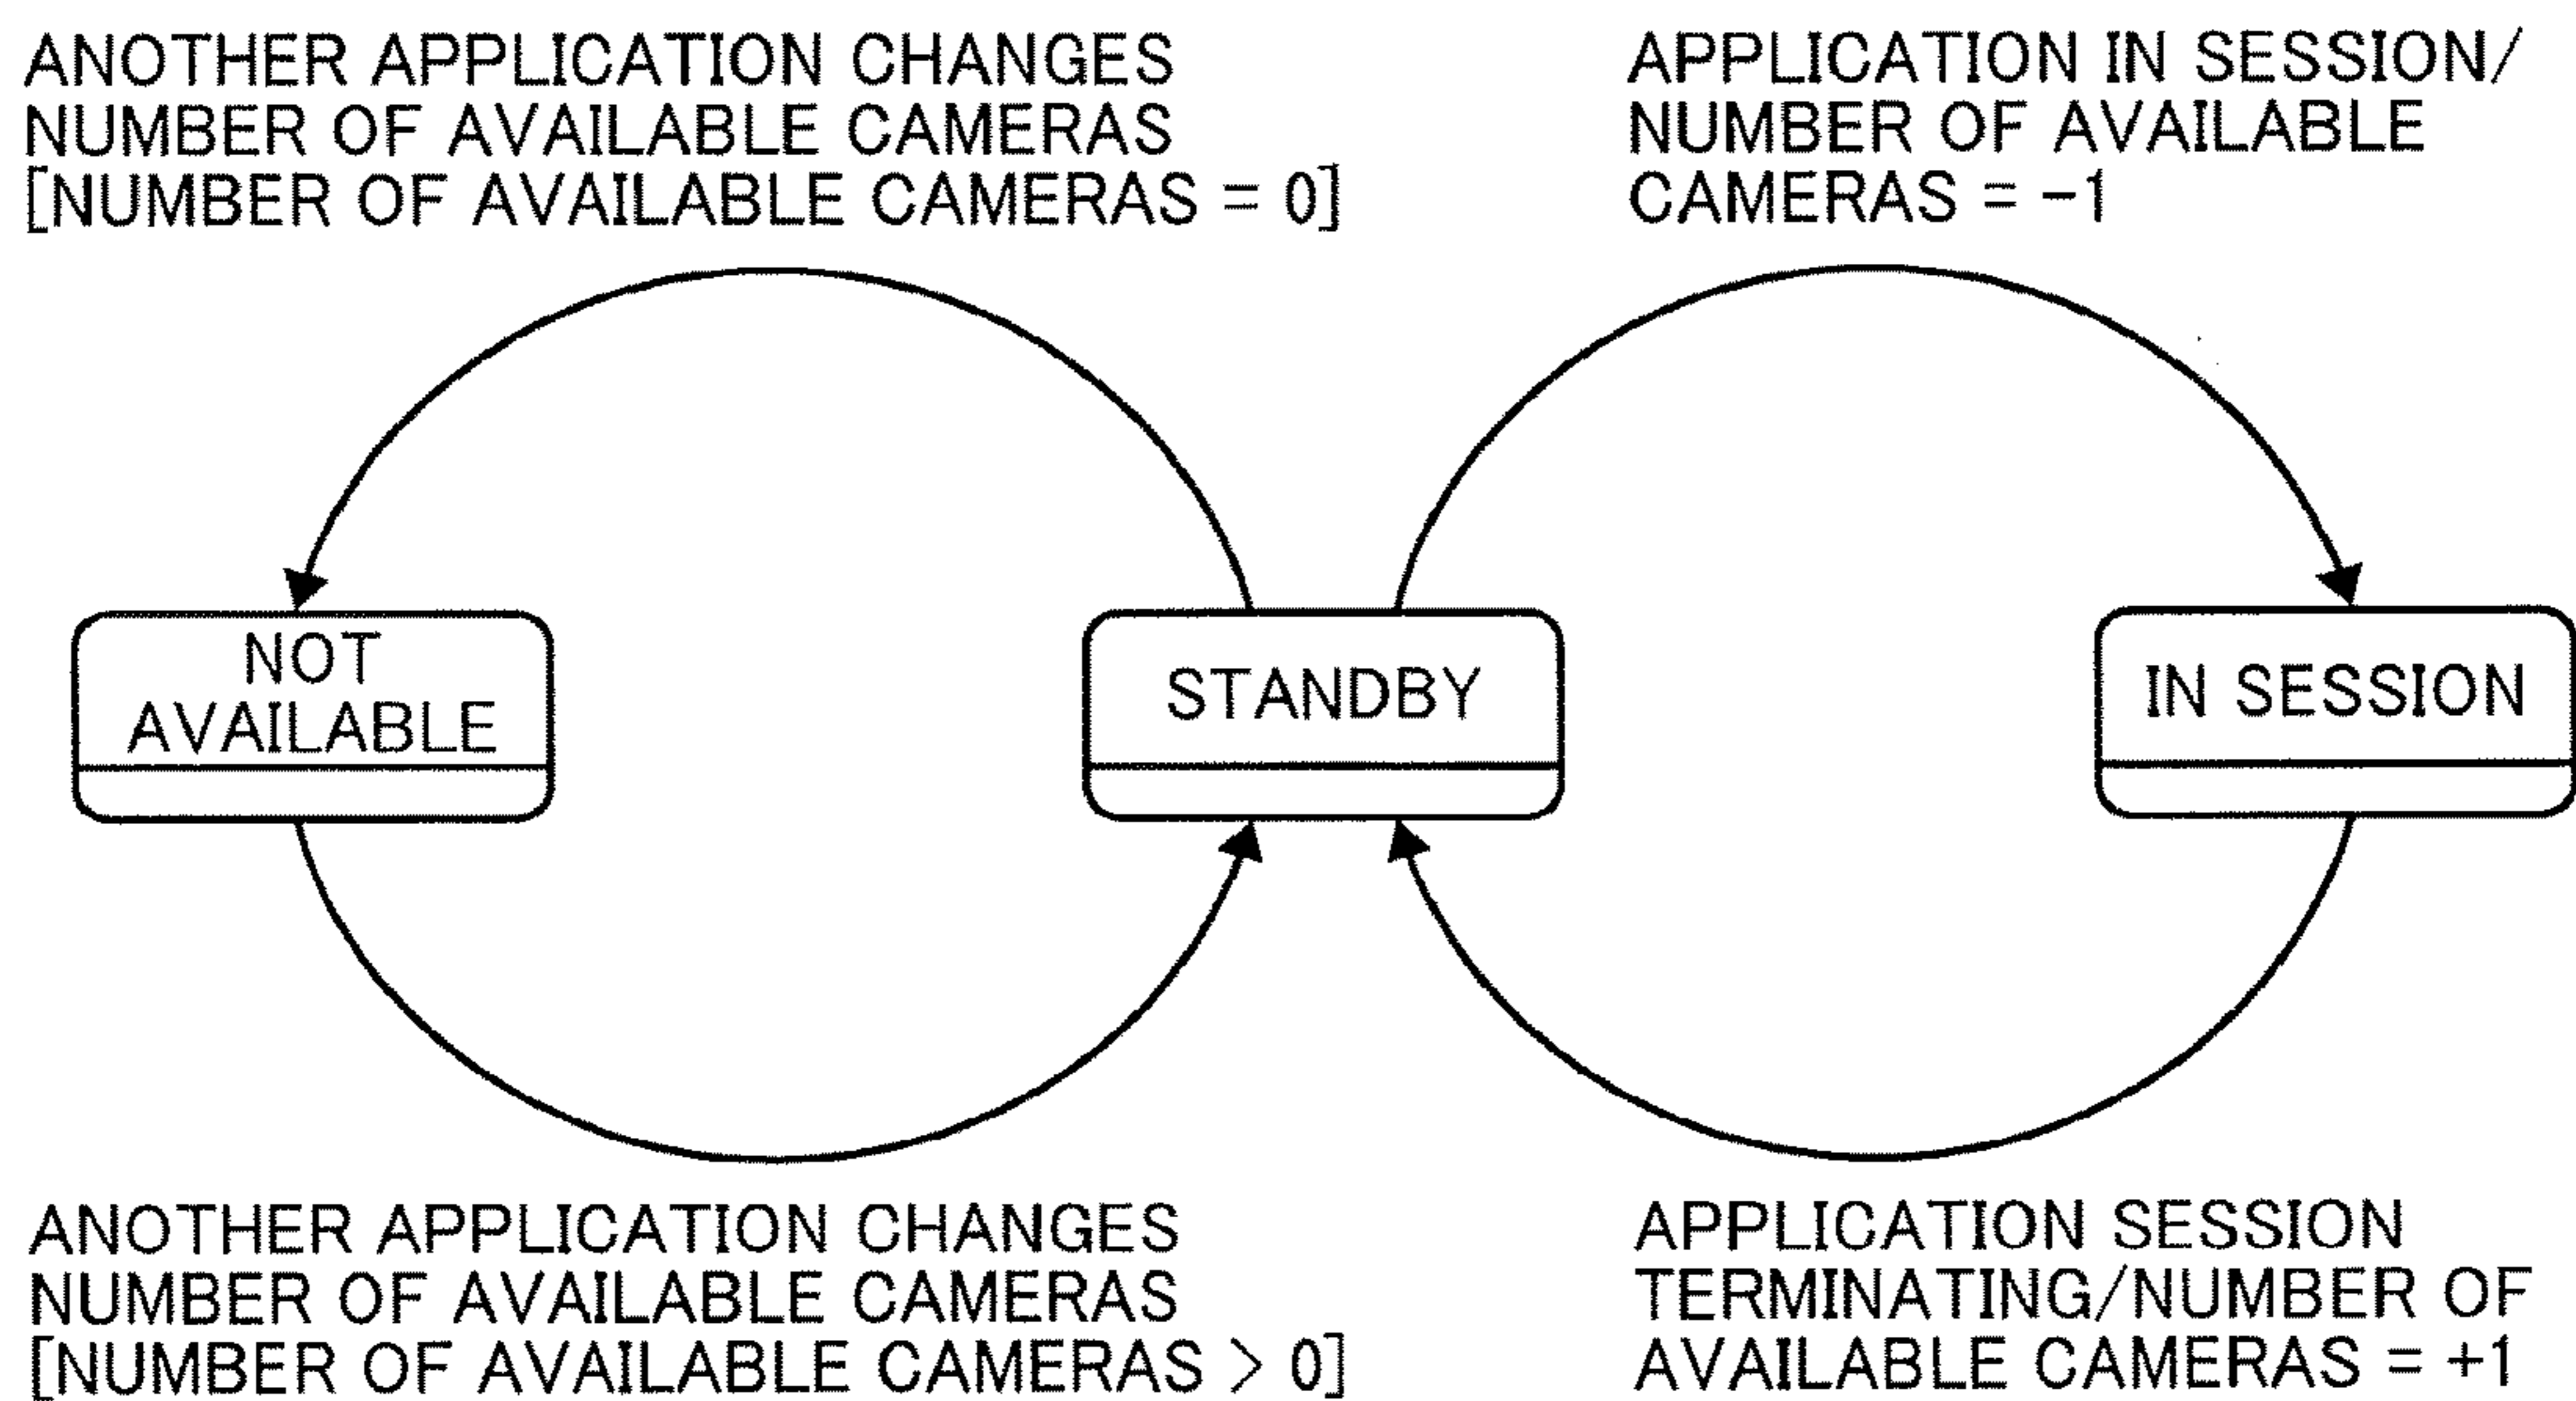 ANOTHER APPLICATION CHANGES
NUMBER OF AVAILABLE CAMERAS
[NUMBER OF AVAILABLE CAMERAS = 0]
APPLICATION IN SESSION/
NUMBER OF AVAILABLE
CAMERAS = -1
NOT
AVAILABLE
STANDBY
IN SESSION
ANOTHER APPLICATION CHANGES
NUMBER OF AVAILABLE CAMERAS
[NUMBER OF AVAILABLE CAMERAS > 0]
APPLICATION SESSION
TERMINATING/NUMBER OF
AVAILABLE CAMERAS = +1